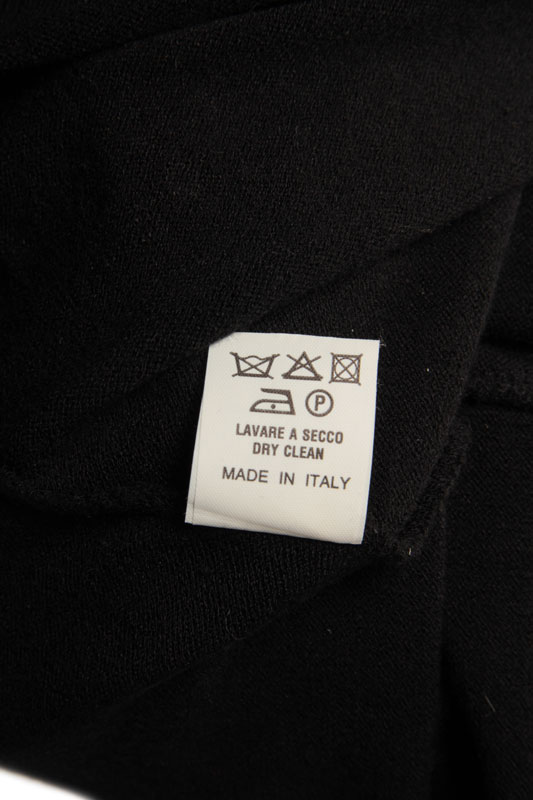 P
LAVARE A SECCO
DRY CLEAN
MADE IN ITALY